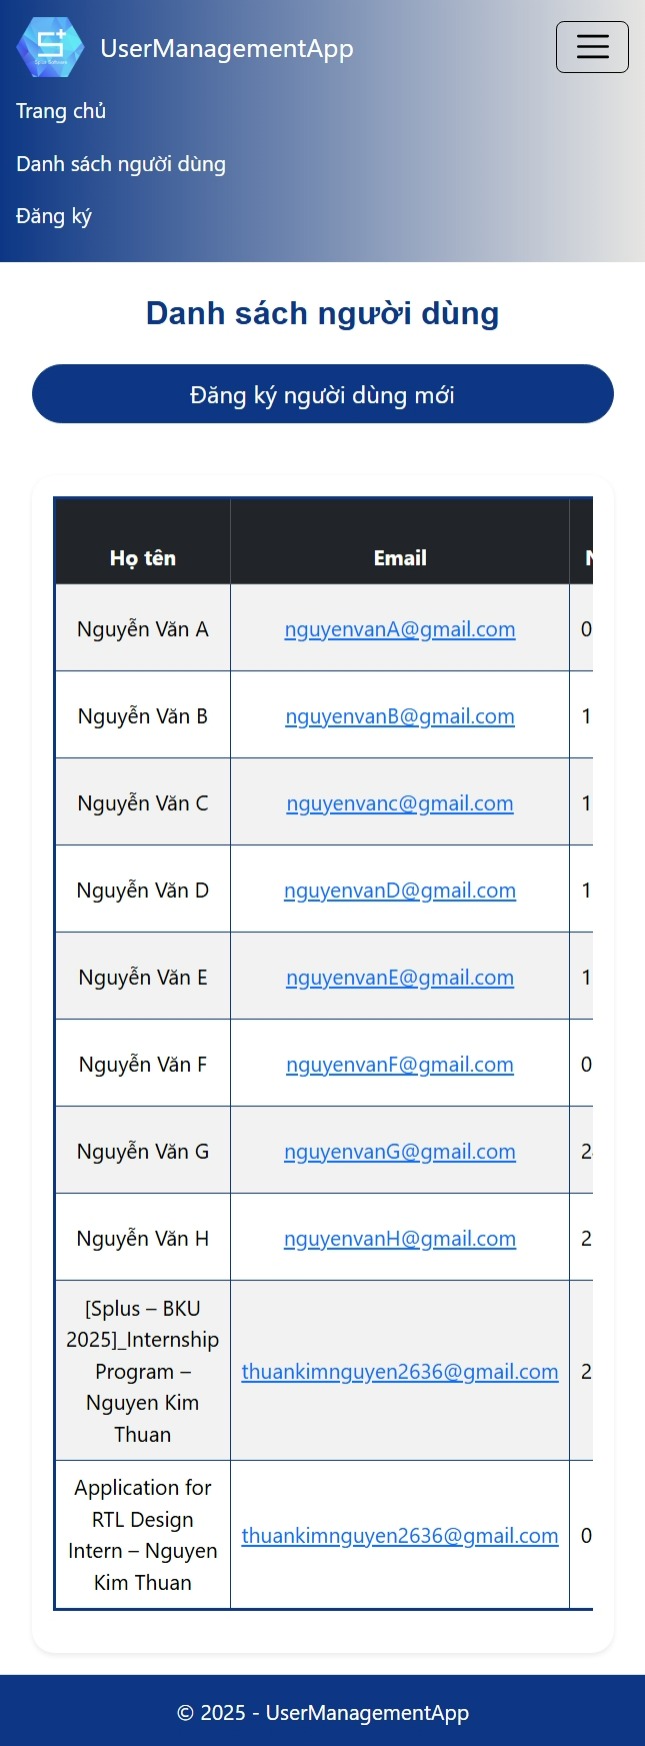 UserManagementApp
Trang chủ
Danh sách người dùng
Đăng ký
Danh sách người dùng
Đăng ký người dùng mới
Họ tên Email
Nguyễn Văn A nguyenvanA@gmail.com 0
Nguyễn Văn B nguyenvanB@gmail.com 1
Nguyễn Văn C nguyenvanc@gmail.com 1
Nguyễn Văn D nguyenvanD@gmail.com 1
Nguyễn Văn E nguyenvanE@gmail.com 1
Nguyễn Văn F nguyenvanF@gmail.com 0
Nguyễn Văn G nguyenvanG@gmail.com 2
Nguyễn Văn H nguyenvanH@gmail.com 2
[Splus – BKU
2025]_Internship
Program –
Nguyen Kim
Thuan
thuankimnguyen2636@gmail.com 2
Application for
RTL Design
Intern – Nguyen
Kim Thuan
thuankimnguyen2636@gmail.com 0
© 2025 - UserManagementApp